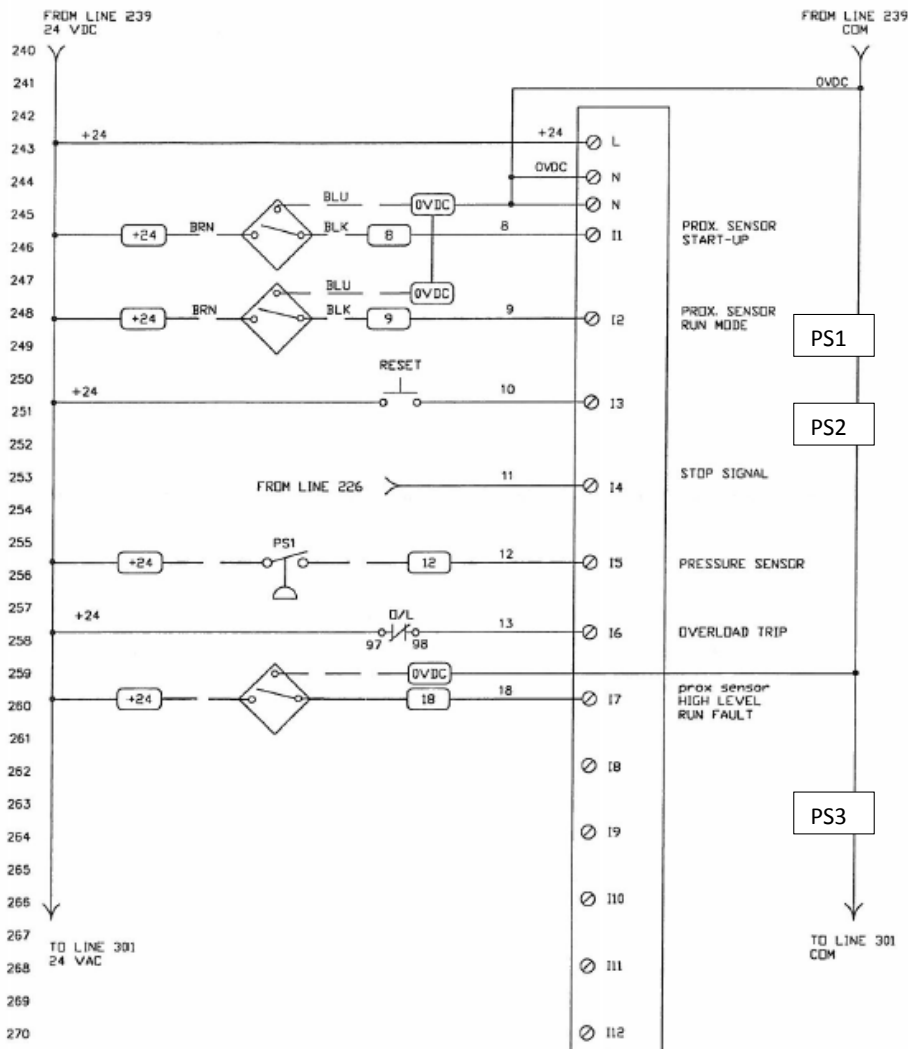 FROM LINE 239
24 VDC
FROM LINE 239
COM
240
241
0VDC
242
243
+24
+24
L
244
0VDC
N
245
BLU
0VDC
N
246
+24
BRN
BLK
8
8
I1
PROX. SENSOR
START-UP
247
BLU
0VDC
248
+24
BRN
BLK
9
9
I2
PROX. SENSOR
RUN MODE
249
PS1
250
RESET
251
+24
10
I3
PS2
252
253
FROM LINE 226
11
I4
STOP SIGNAL
254
255
PS1
256
+24
12
12
I5
PRESSURE SENSOR
257
+24
O/L
258
97
98
13
I6
OVERLOAD TRIP
259
0VDC
260
+24
18
18
I7
prox sensor
HIGH LEVEL
RUN FAULT
261
262
I8
263
PS3
264
I9
265
266
I10
267
TO LINE 301
24 VAC
TO LINE 301
COM
268
I11
269
270
I12